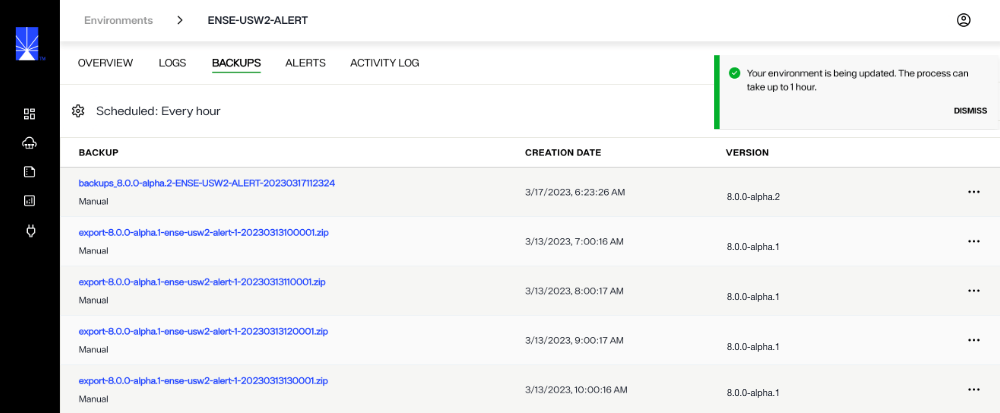 Environments > ENSE-USW2-ALERT
TM
OVERVIEW LOGS BACKUPS ALERTS ACTIVITY LOG
Your environment is being updated. The process can
take up to 1 hour.
DISMISS
Scheduled: Every hour
BACKUP CREATION DATE VERSION
backups_8.0.0-alpha.2-ENSE-USW2-ALERT-20230317112324
Manual
3/17/2023, 6:23:26 AM
8.0.0-alpha.2
export-8.0.0-alpha.1-ense-usw2-alert-1-20230313100001.zip
Manual
3/13/2023, 7:00:16 AM
8.0.0-alpha.1
export-8.0.0-alpha.1-ense-usw2-alert-1-20230313110001.zip
Manual
3/13/2023, 8:00:17 AM
8.0.0-alpha.1
export-8.0.0-alpha.1-ense-usw2-alert-1-20230313120001.zip
Manual
3/13/2023, 9:00:17 AM
8.0.0-alpha.1
export-8.0.0-alpha.1-ense-usw2-alert-1-20230313130001.zip
Manual
3/13/2023, 10:00:16 AM
8.0.0-alpha.1